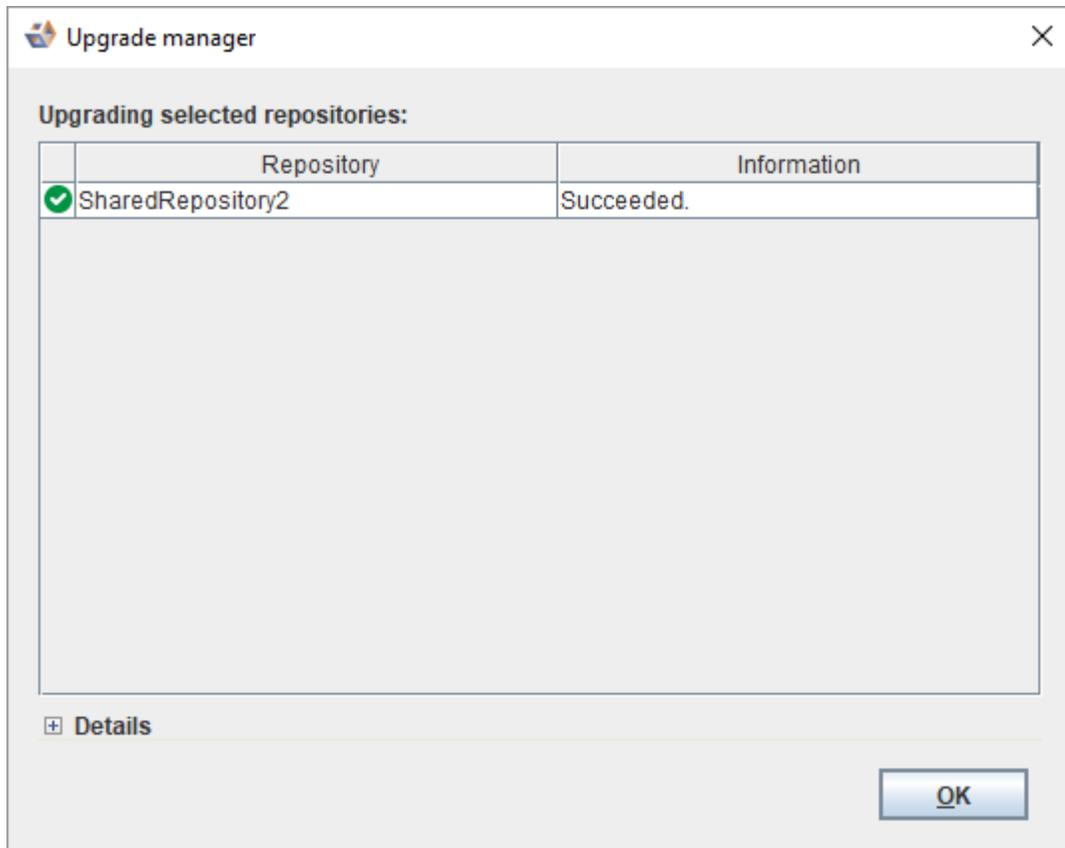 Upgrade manager
Upgrading selected repositories:
Repository Information
SharedRepository2 Succeeded.
Details
OK